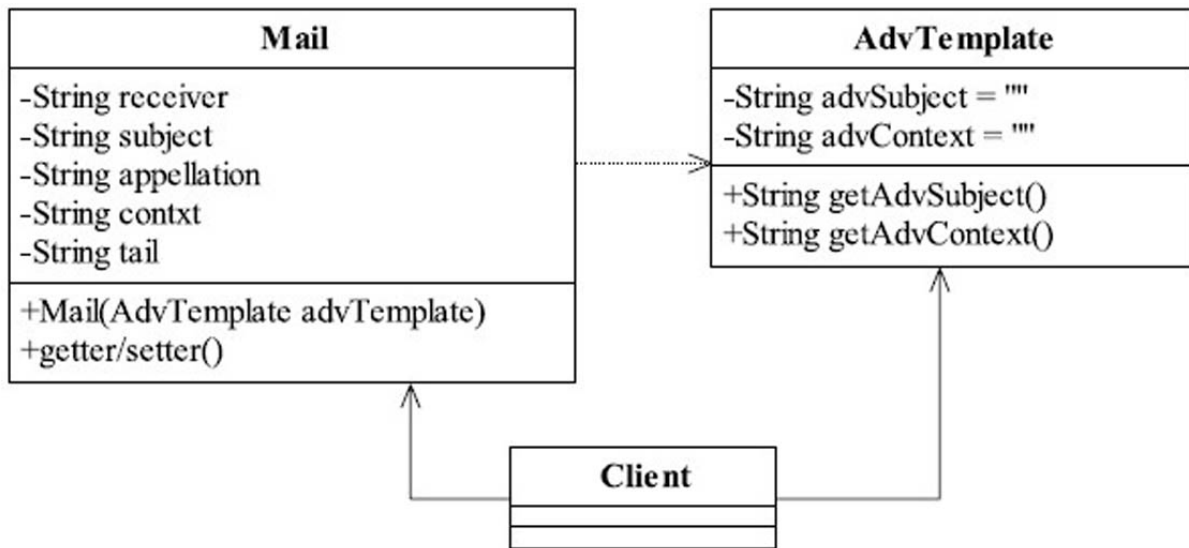 Mail
-String receiver
-String subject
-String appellation
-String contxt
-String tail
+Mail(AdvTemplate advTemplate)
+getter/setter()
AdvTemplate
-String advSubject = ""
-String advContext = ""
+String getAdvSubject()
+String getAdvContext()
Client